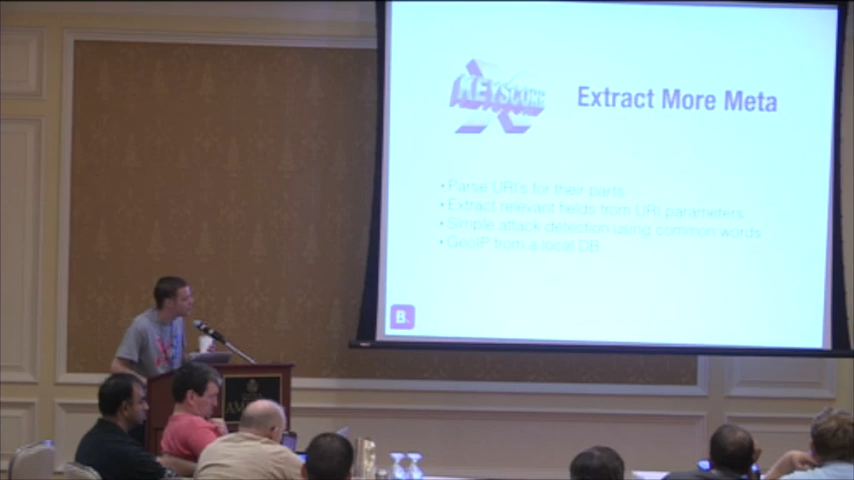 KEYSCORE
Extract More Meta
• Parse URIs for their parts
• Extract relevant fields from URI parameters
• Simple attack detection using common words
• GeoIP from a local DB
B.